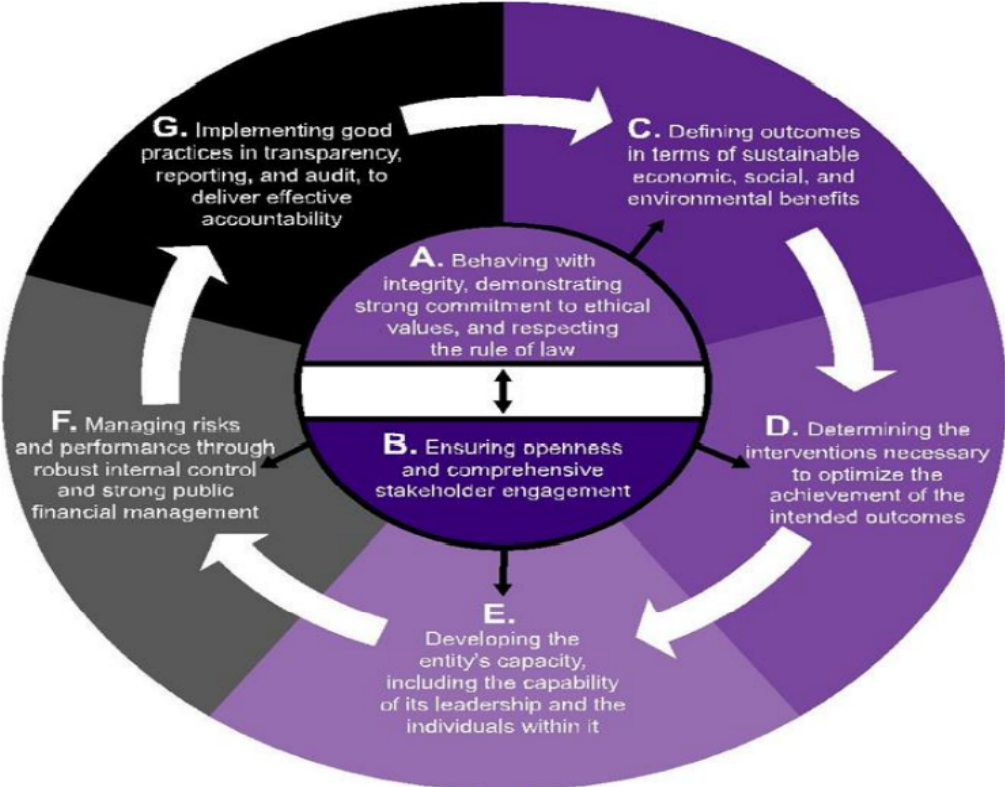 G. Implementing good
practices in transparency,
reporting, and audit, to
deliver effective
accountability
C. Defining outcomes
in terms of sustainable
economic, social, and
environmental benefits
A. Behaving with
integrity, demonstrating
strong commitment to ethical
values, and respecting
the rule of law
B. Ensuring openness
and comprehensive
stakeholder engagement
F. Managing risks
and performance through
robust internal control
and strong public
financial management
D. Determining the
interventions necessary
to optimize the
achievement of the
intended outcomes
E.
Developing the
entity's capacity,
including the capability
of its leadership and the
individuals within it